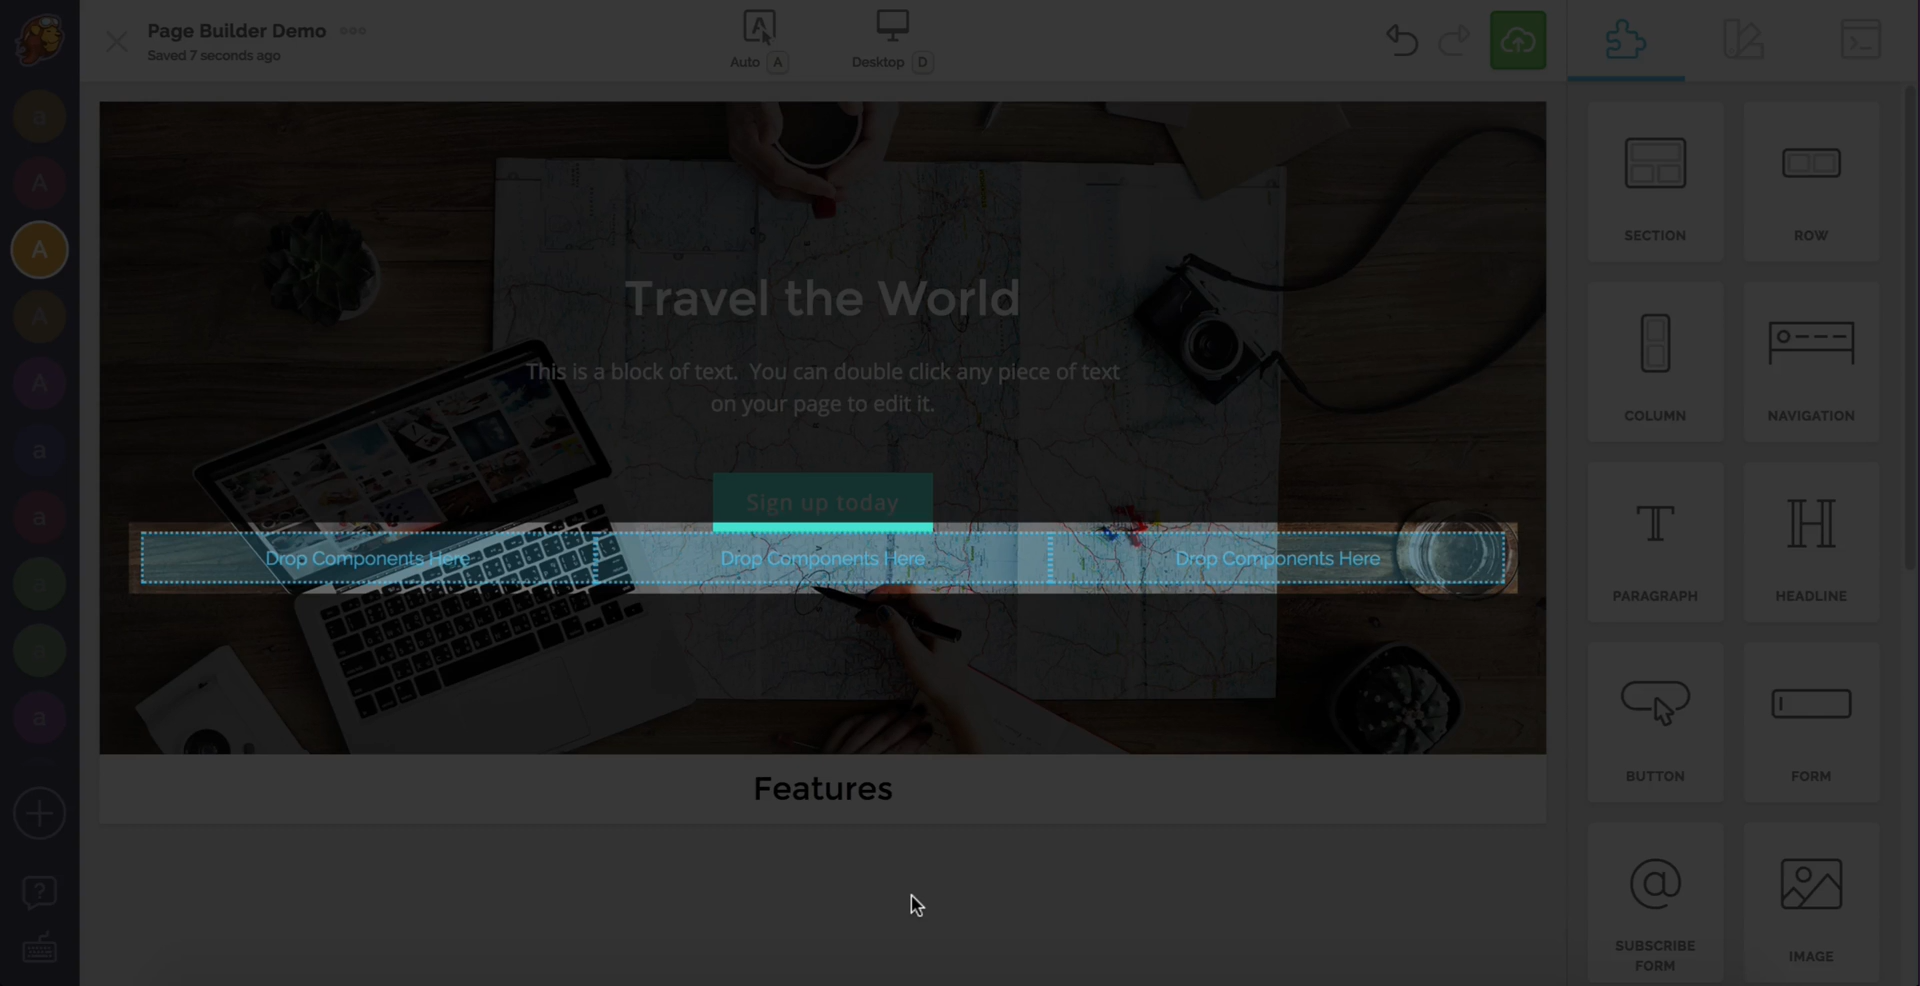 Page Builder Demo
Saved 7 seconds ago
Auto A
Desktop D
a
A
A
A
A
a
a
a
a
a
Travel the World
This is a block of text. You can double click any piece of text
on your page to edit it.
Sign up today
Drop Components Here
Drop Components Here
Drop Components Here
Features
SECTION
ROW
COLUMN
NAVIGATION
PARAGRAPH
HEADLINE
BUTTON
FORM
SUBSCRIBE
FORM
IMAGE